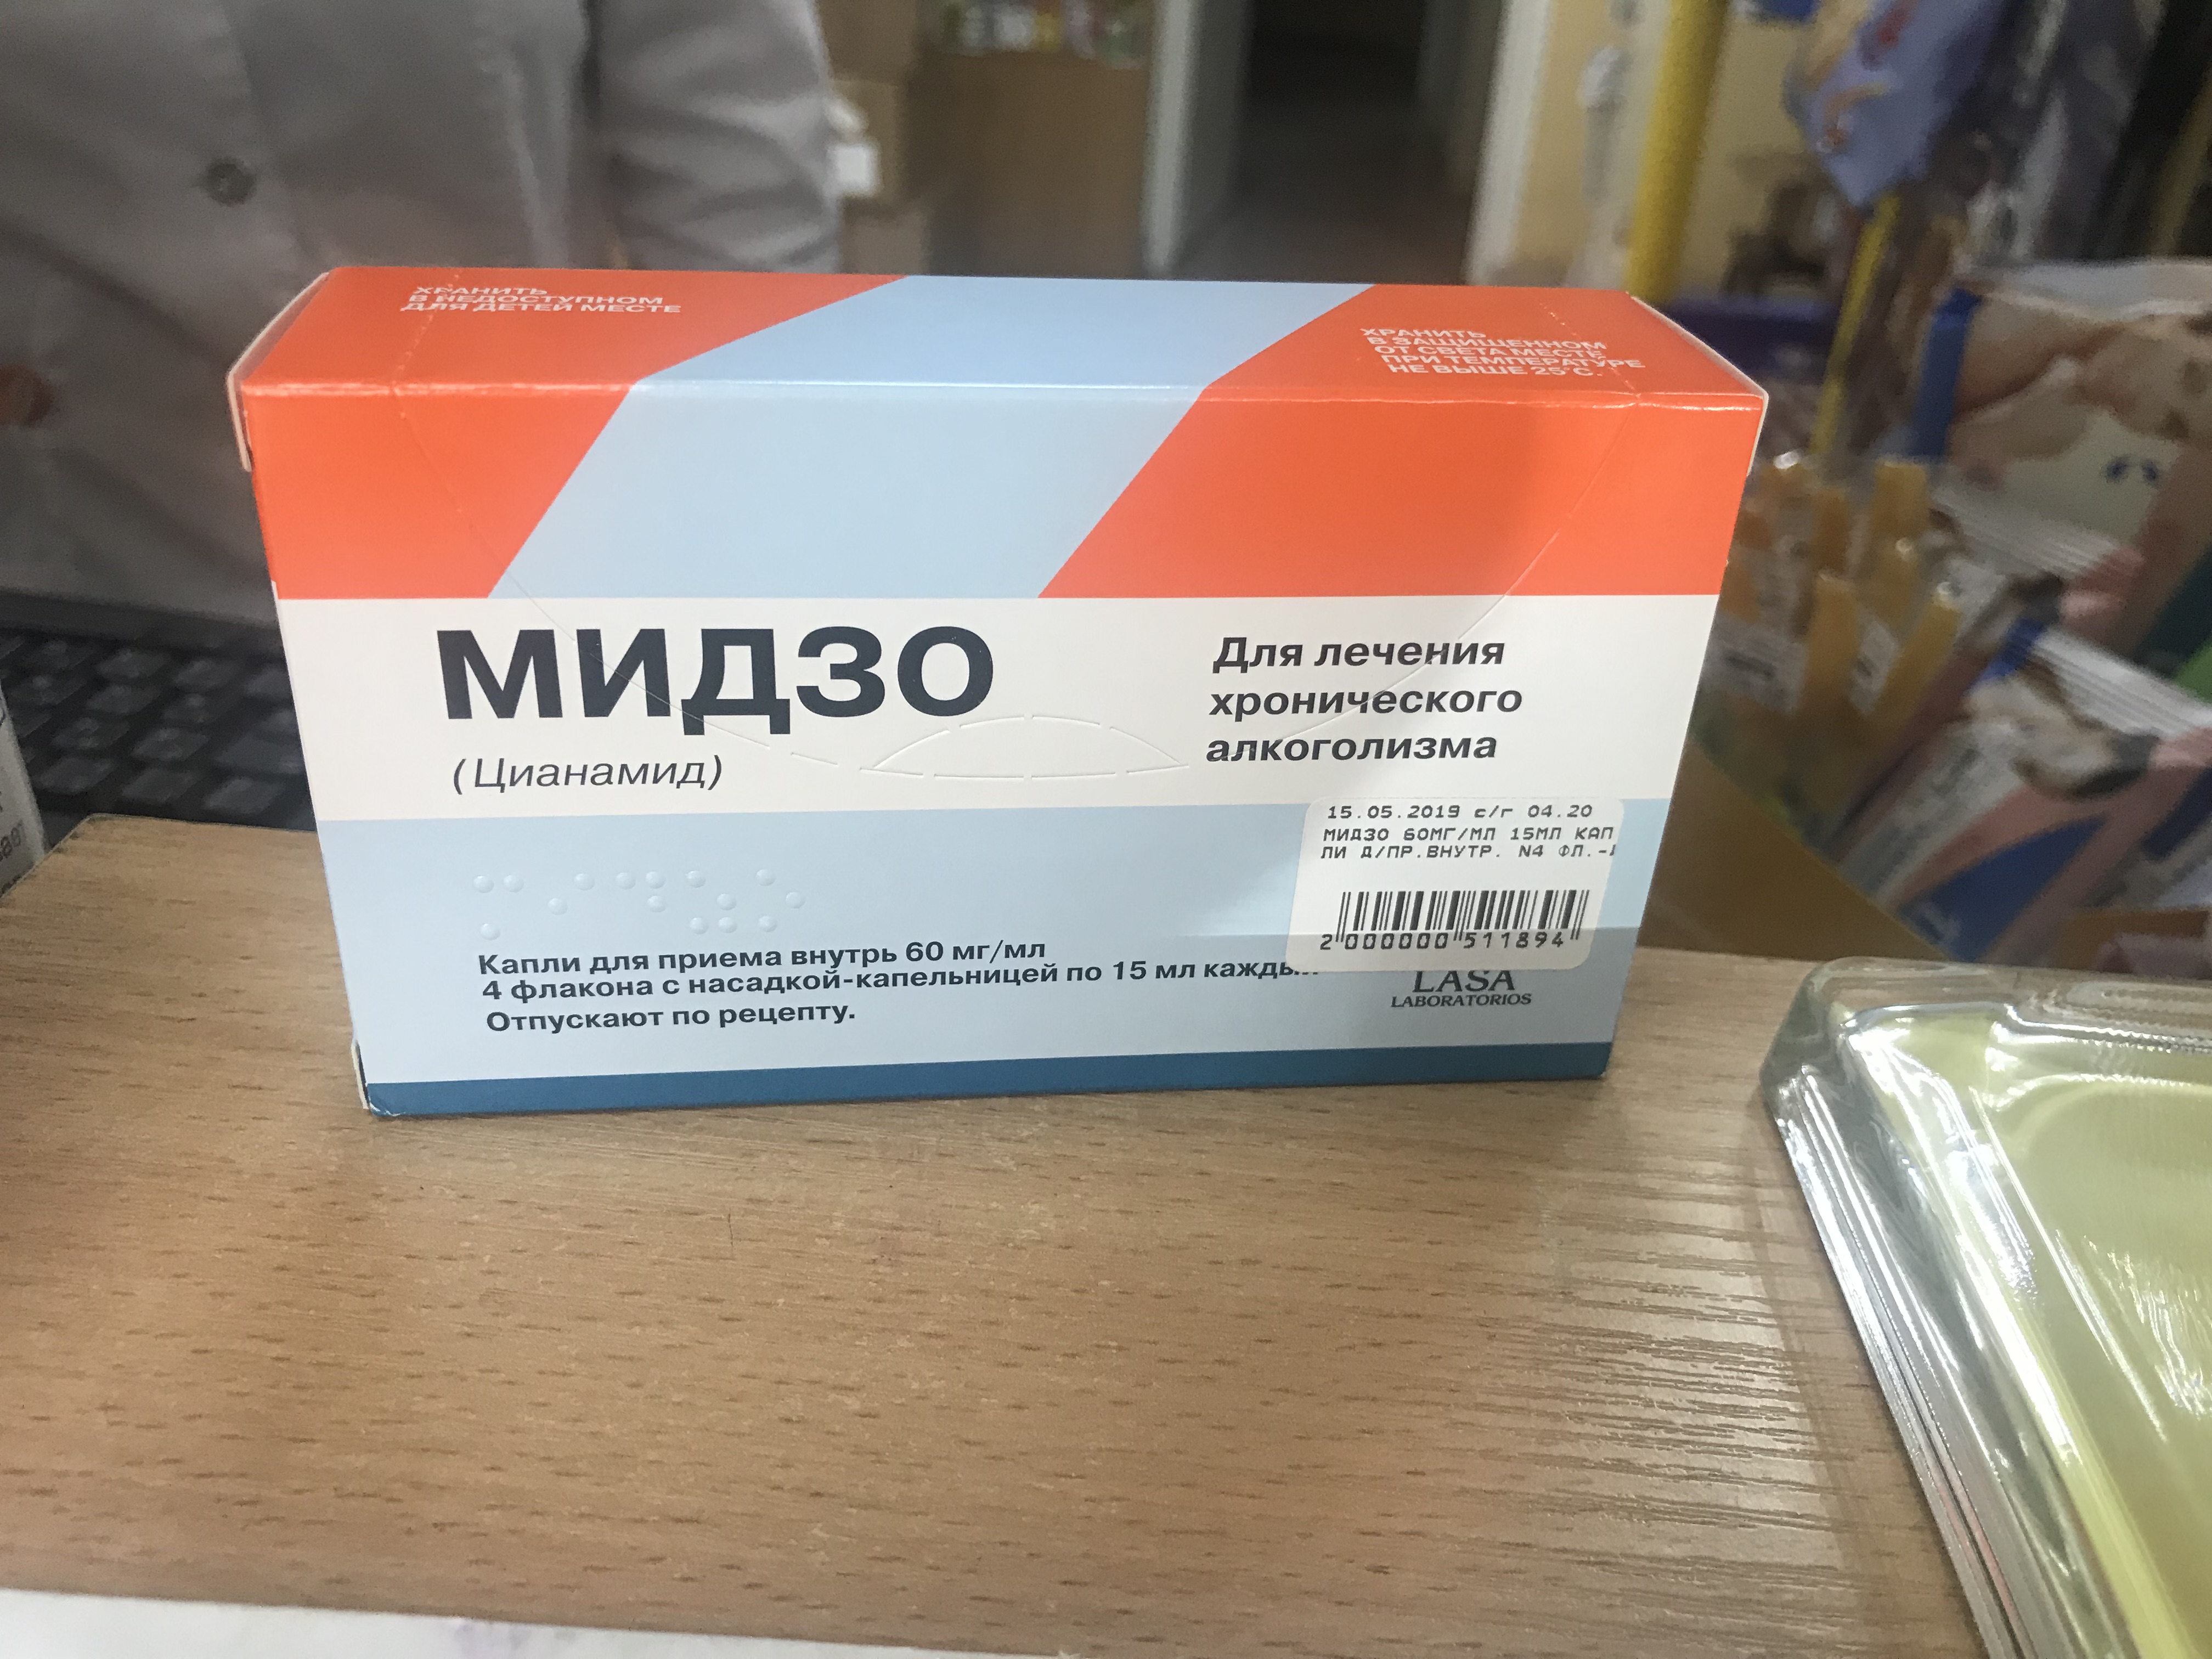 ХРАНИТЬ
В НЕДОСТУПНОМ
ДЛЯ ДЕТЕЙ МЕСТЕ
ХРАНИТЬ
В ЗАЩИЩЕННОМ
ОТ СВЕТА МЕСТЕ
ПРИ ТЕМПЕРАТУРЕ
НЕ ВЫШЕ 25°С.
МИДЗО
(Цианамид)
Для лечения
хронического
алкоголизма
15.05.2019 с/г 04.20
МИДЗО 60МГ/МЛ 15МЛ КАП
ЛИ Д/ПР.ВНУТР. N4 ФЛ.-
2 000000 511894
Капли для приема внутрь 60 мг/мл
4 флакона с насадкой-капельницей по 15 мл
Отпускают по рецепту.
LASA
LABORATORIOS